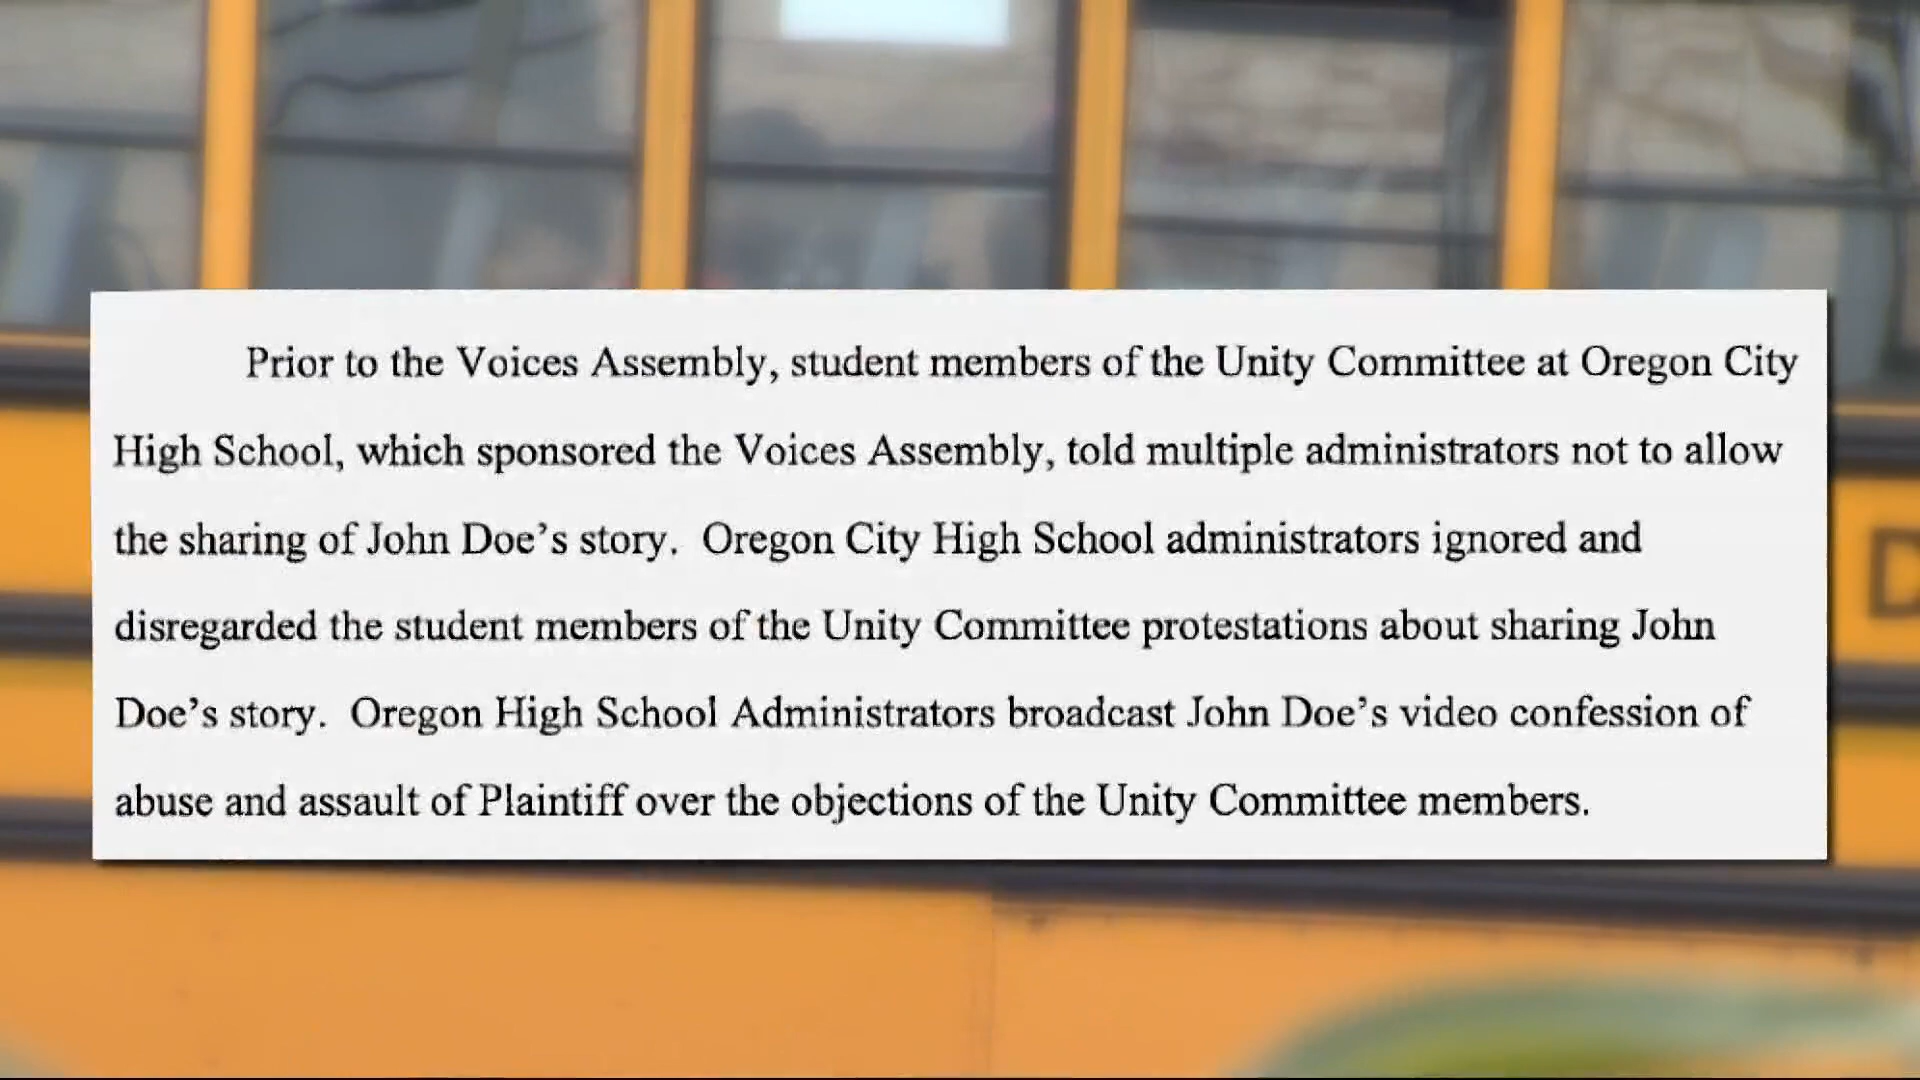 Prior to the Voices Assembly, student members of the Unity Committee at Oregon City
High School, which sponsored the Voices Assembly, told multiple administrators not to allow
the sharing of John Doe's story. Oregon City High School administrators ignored and
disregarded the student members of the Unity Committee protestations about sharing John
Doe's story. Oregon High School Administrators broadcast John Doe's video confession of
abuse and assault of Plaintiff over the objections of the Unity Committee members.
D